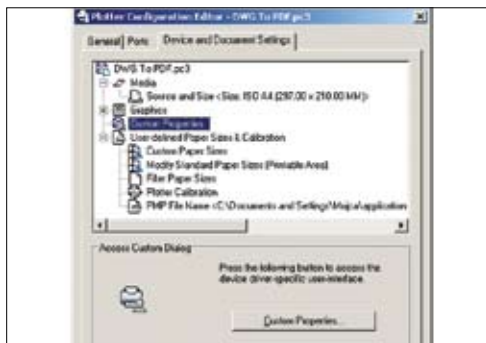 Plotter Configuration Editor - DWG To PDF.pc3
General Ports Device and Document Settings
DWG To PDF.pc3
Media
Source and Size <Size: ISO A4 (297.00 x 210.00 MM)>
Graphics
Custom Properties
User-defined Paper Sizes & Calibration
Custom Paper Sizes
Modify Standard Paper Sizes (Printable Area)
Filter Paper Sizes
Plotter Calibration
PMP File Name <C:\Documents and Settings\Majra\application
Access Custom Dialog
Press the following button to access the
device driver-specific user-interface.
Custom Properties...